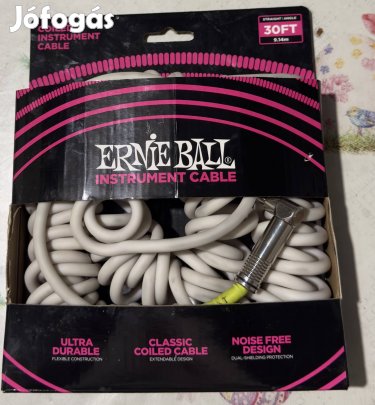 Jófogás
COILED
INSTRUMENT
CABLE
STRAIGHT / ANGLE
30FT
9.14m
ERNIE BALL®
INSTRUMENT CABLE
ULTRA
DURABLE
FLEXIBLE CONSTRUCTION
CLASSIC
COILED CABLE
EXTENDABLE DESIGN
NOISE FREE
DESIGN
DUAL-SHIELDING PROTECTION